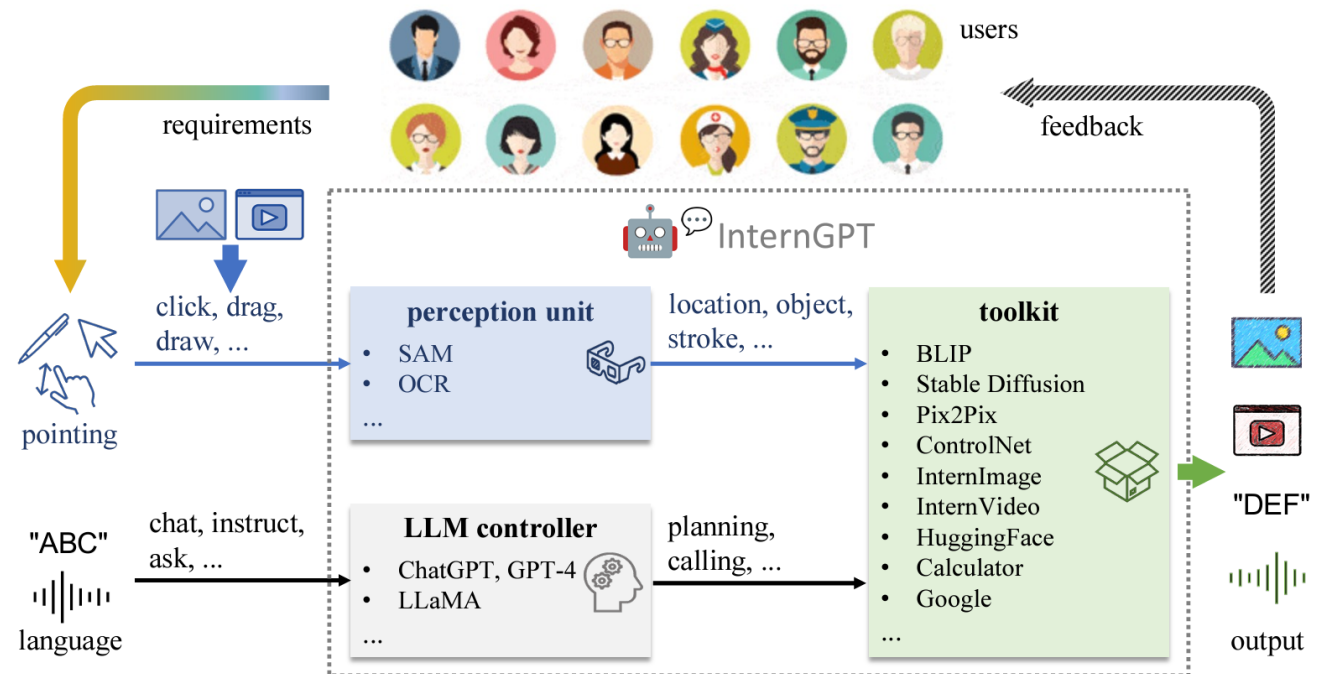 users
requirements
feedback
InternGPT
click, drag,
draw, ...
pointing
perception unit
• SAM
• OCR
...
location, object,
stroke, ...
toolkit
• BLIP
• Stable Diffusion
• Pix2Pix
• ControlNet
• InternImage
• InternVideo
• HuggingFace
• Calculator
• Google
...
"ABC"
language
chat, instruct,
ask, ...
LLM controller
• ChatGPT, GPT-4
• LLaMA
...
planning,
calling, ...
"DEF"
output